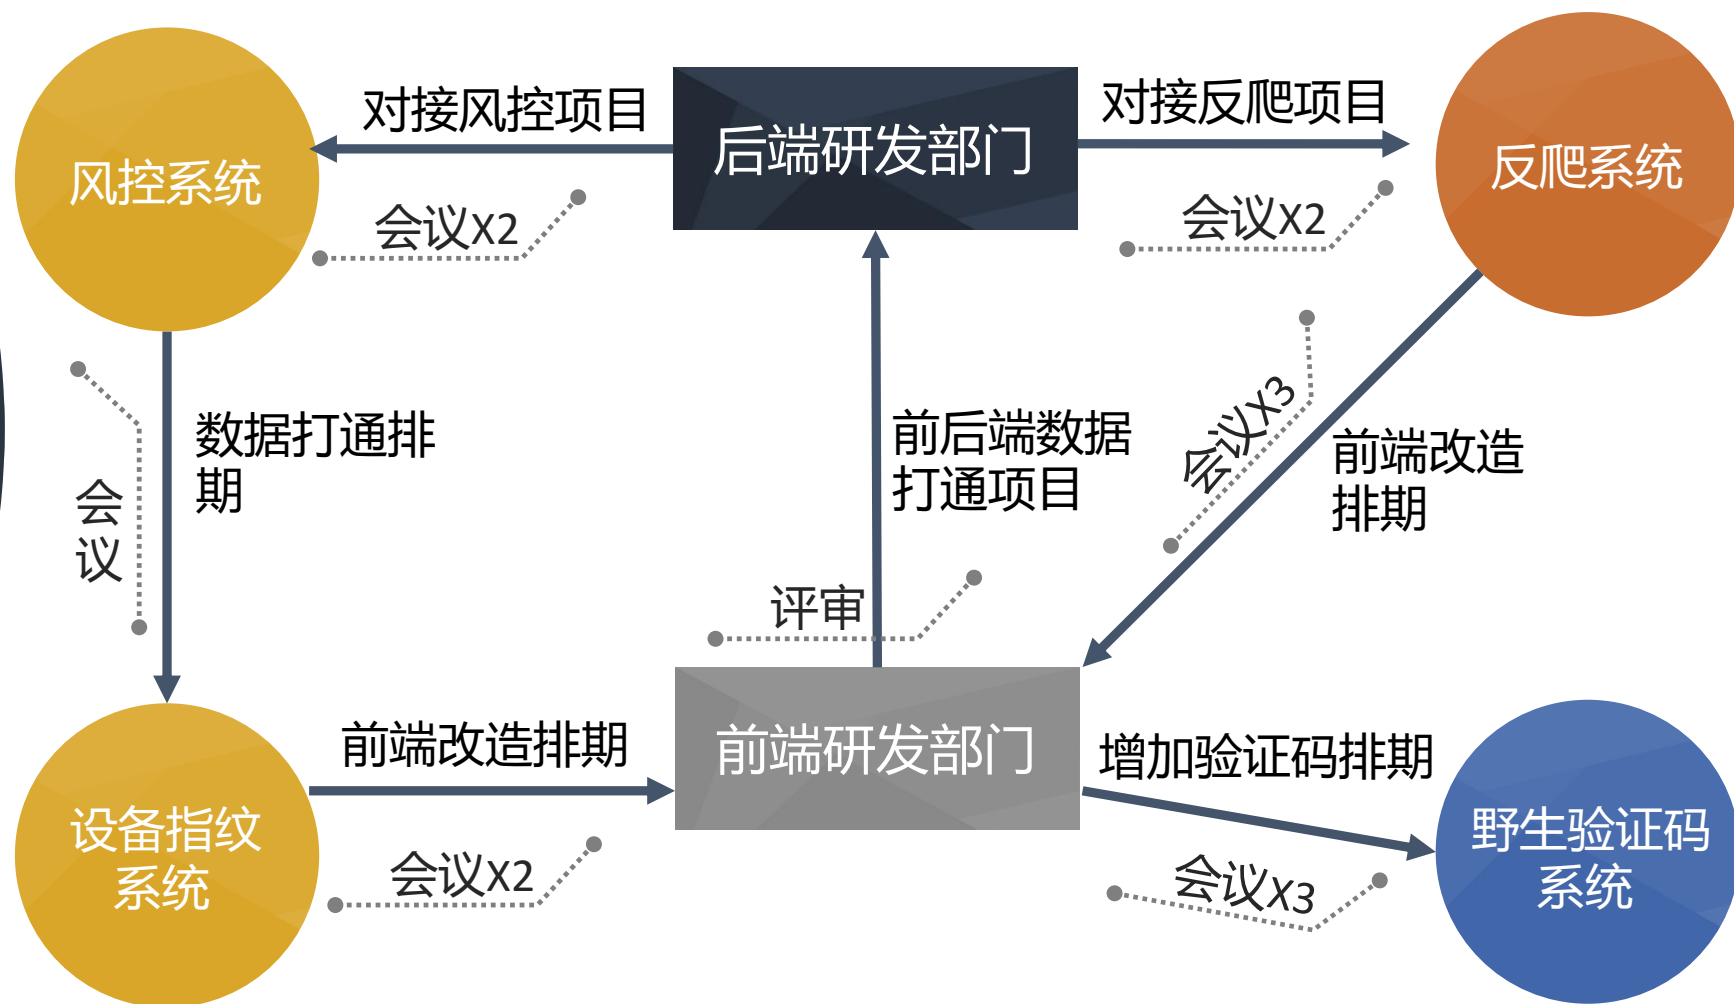 对接风控项目
后端研发部门
对接反爬项目
风控系统
反爬系统
会议X2
会议X2
数据打通排
期
会
议
前后端数据
打通项目
会议X3
前端改造
排期
评审
前端改造排期
前端研发部门
增加验证码排期
设备指纹
系统
会议X2
会议X3
野生验证码
系统